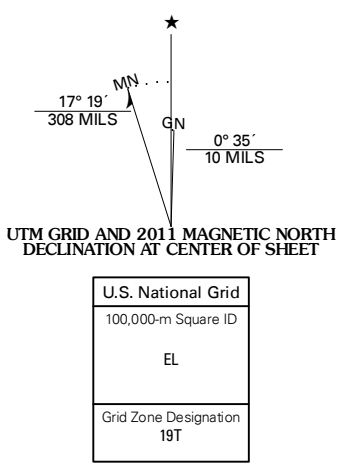 MN
17° 19´
308 MILS
GN
0° 35´
10 MILS
UTM GRID AND 2011 MAGNETIC NORTH
DECLINATION AT CENTER OF SHEET
U.S. National Grid
100,000-m Square ID
EL
Grid Zone Designation
19T